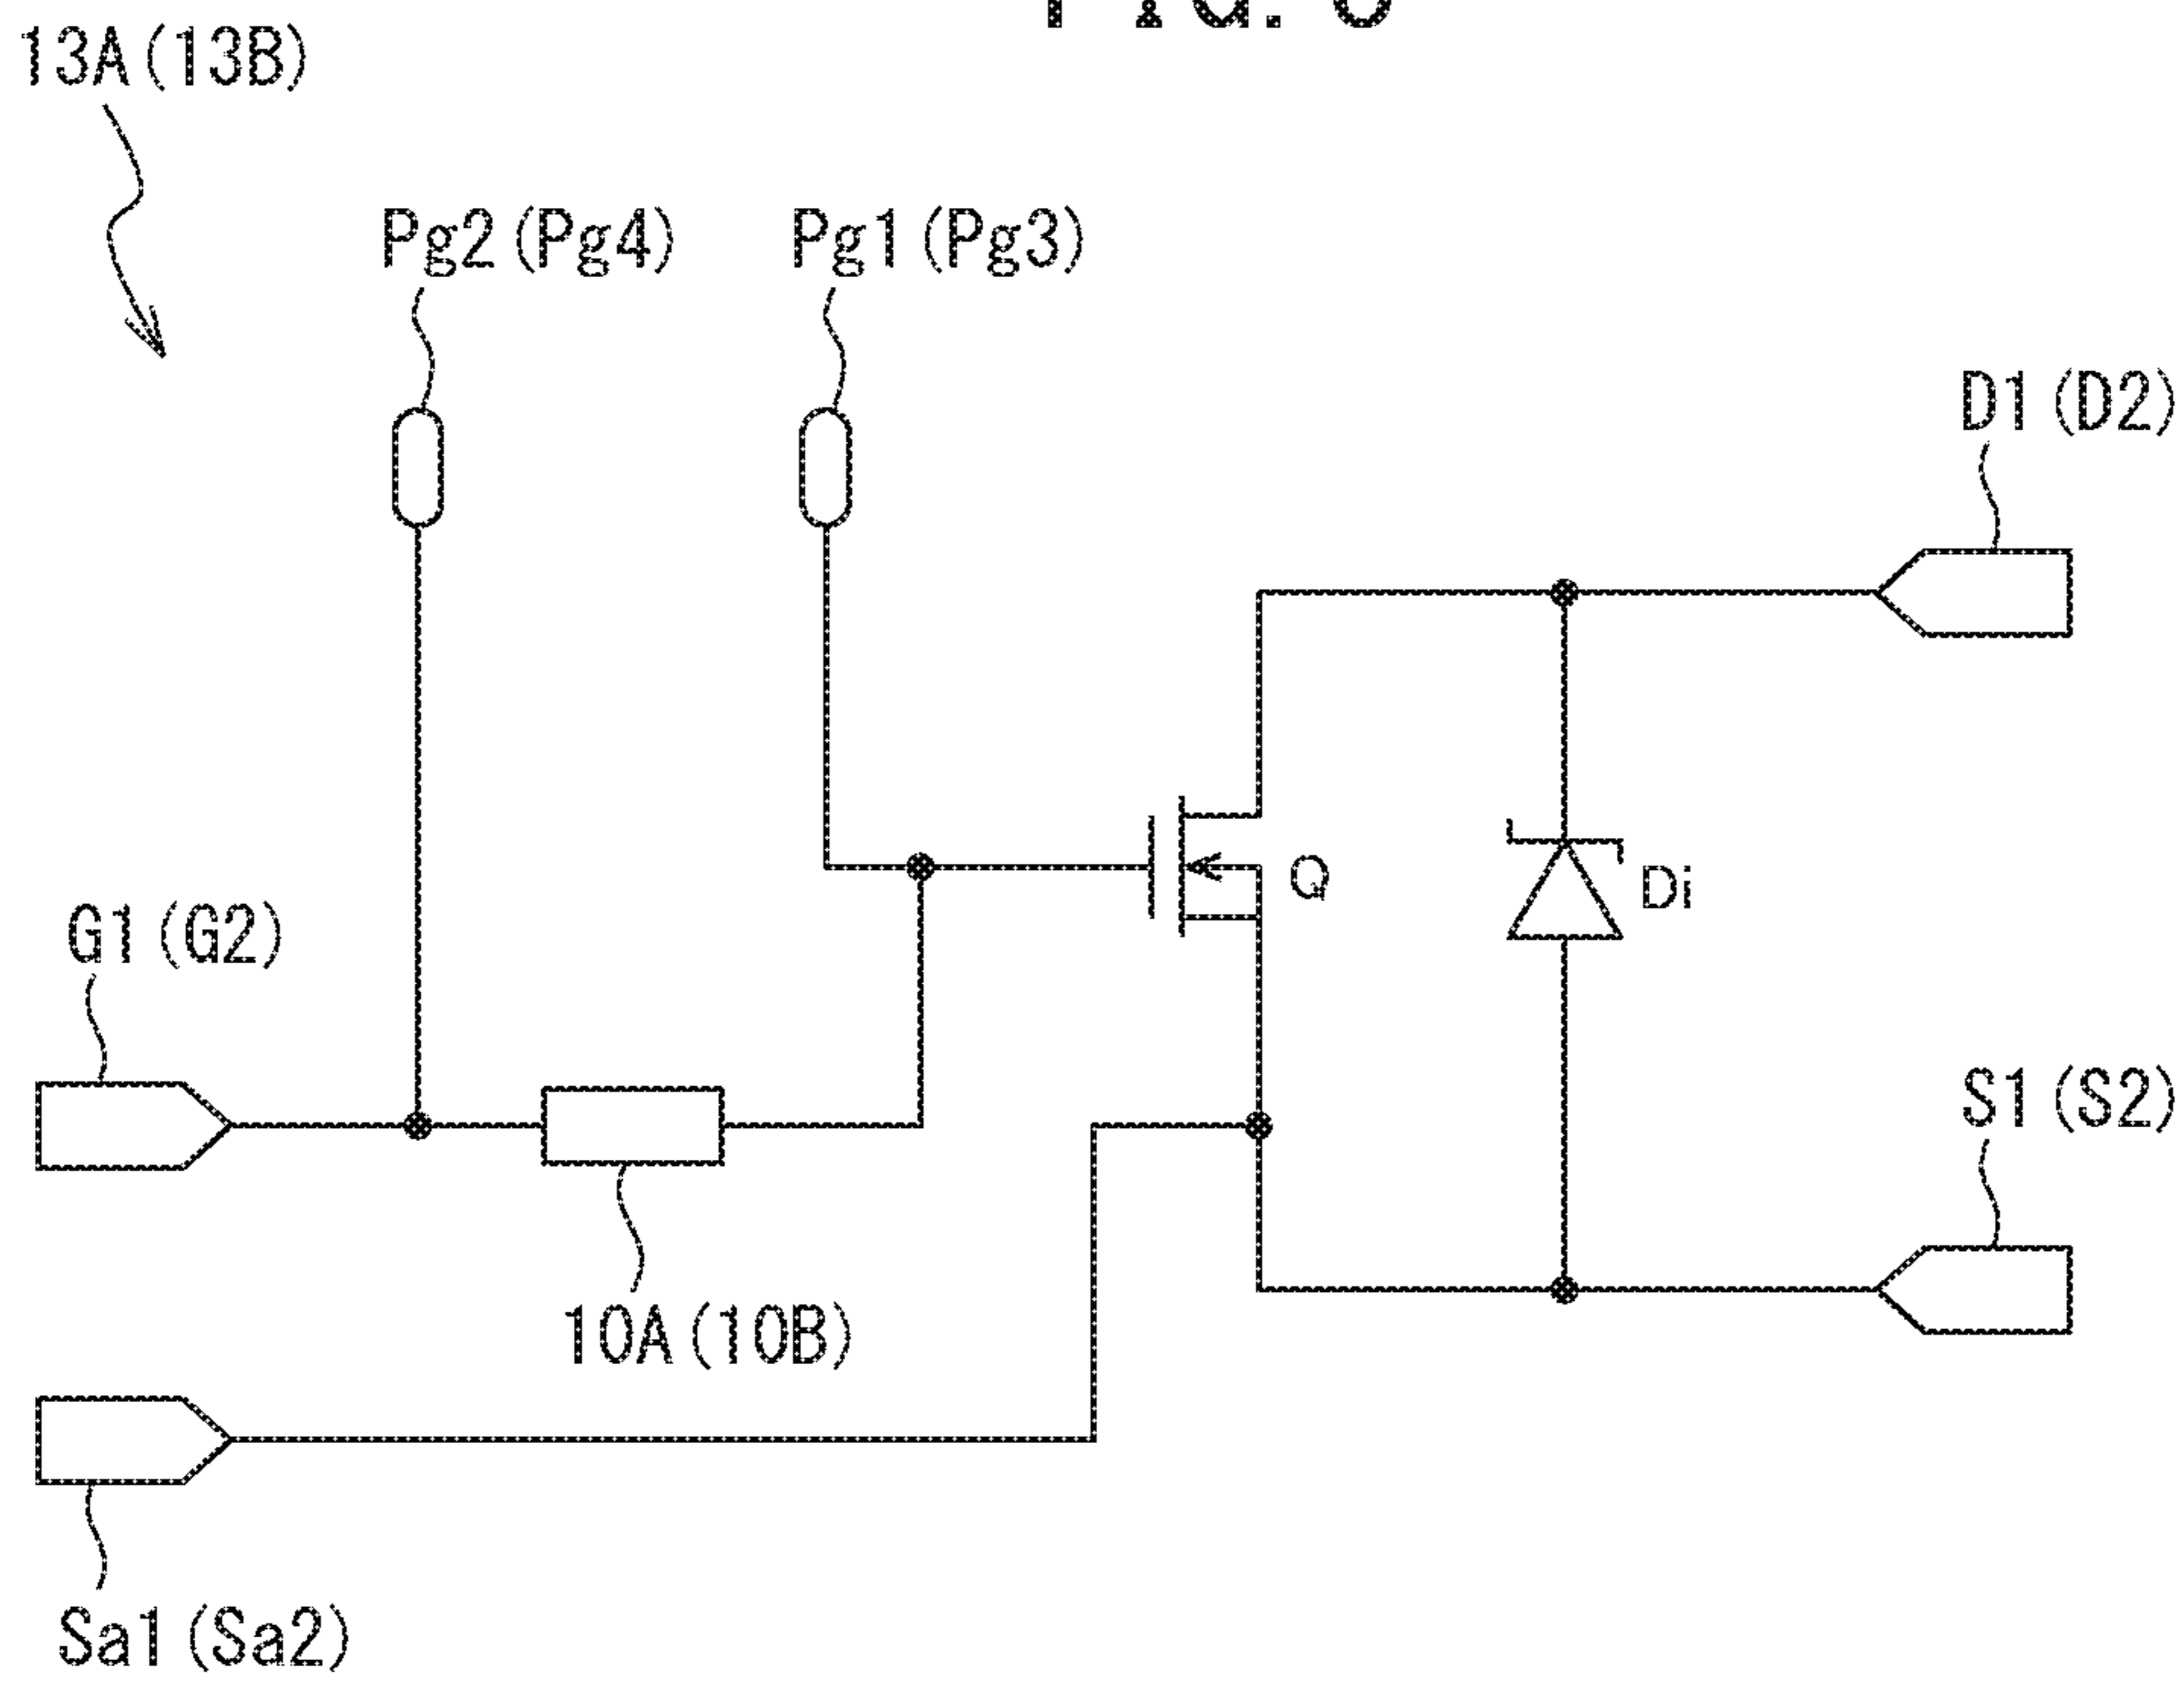 13A(13B)
Pg2(Pg4)
Pg1(Pg3)
D1(D2)
Q
Di
G1(G2)
S1(S2)
10A(10B)
Sa1(Sa2)